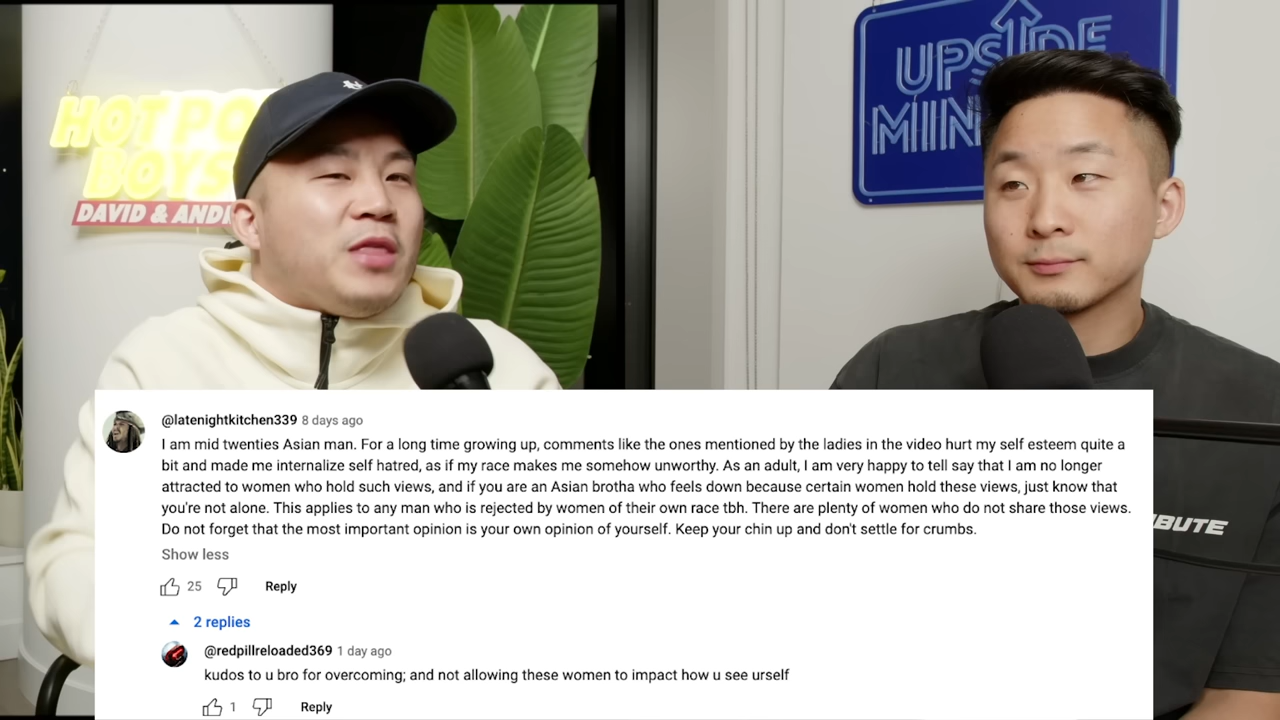 HOT PO
BOYS
DAVID & AND
UPSIDE
MIN
@latenightkitchen339 8 days ago
I am mid twenties Asian man. For a long time growing up, comments like the ones mentioned by the ladies in the video hurt my self esteem quite a
bit and made me internalize self hatred, as if my race makes me somehow unworthy. As an adult, I am very happy to tell say that I am no longer
attracted to women who hold such views, and if you are an Asian brotha who feels down because certain women hold these views, just know that
you're not alone. This applies to any man who is rejected by women of their own race tbh. There are plenty of women who do not share those views.
Do not forget that the most important opinion is your own opinion of yourself. Keep your chin up and don't settle for crumbs.
Show less
25 Reply
2 replies
@redpillreloaded369 1 day ago
kudos to u bro for overcoming; and not allowing these women to impact how u see urself
1 Reply
BUTE